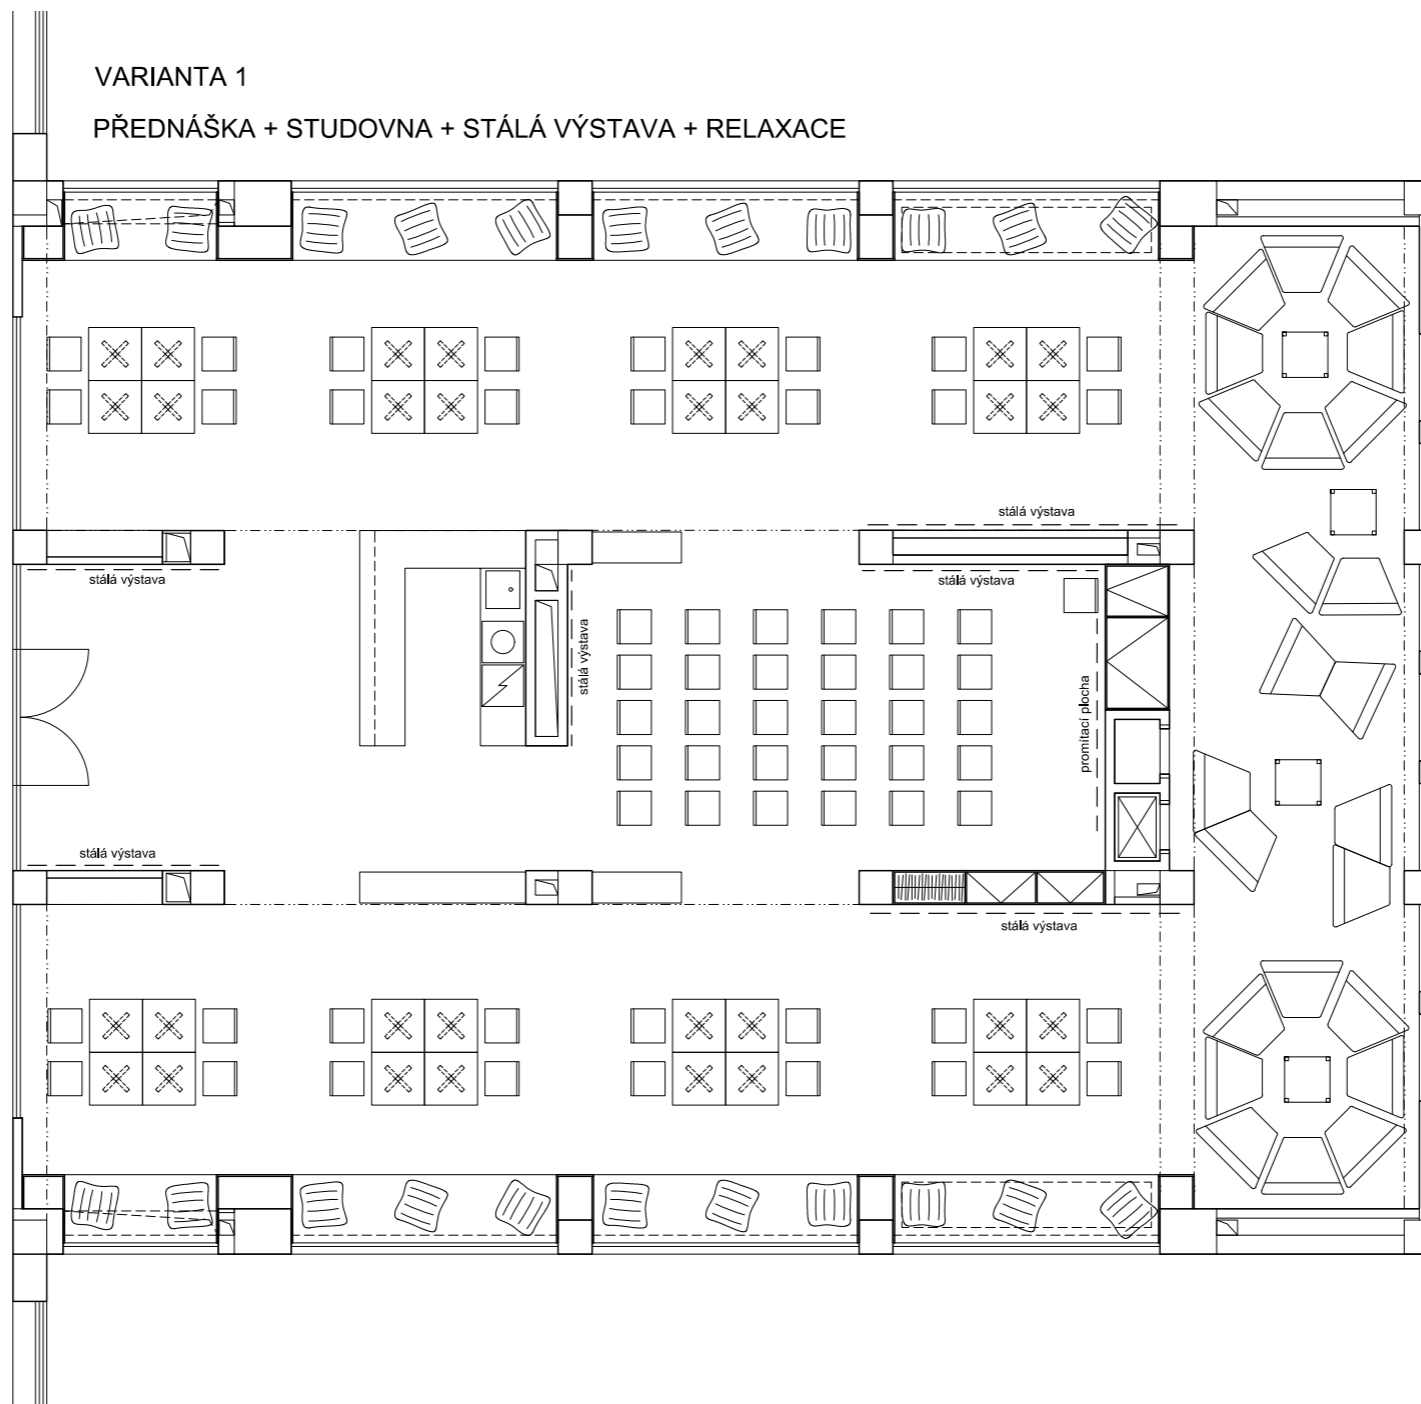 VARIANTA 1
PŘEDNÁŠKA + STUDOVNA + STÁLÁ VÝSTAVA + RELAXACE
stálá výstava
stálá výstava
stálá výstava
stálá výstava
promítací plocha
stálá výstava
stálá výstava